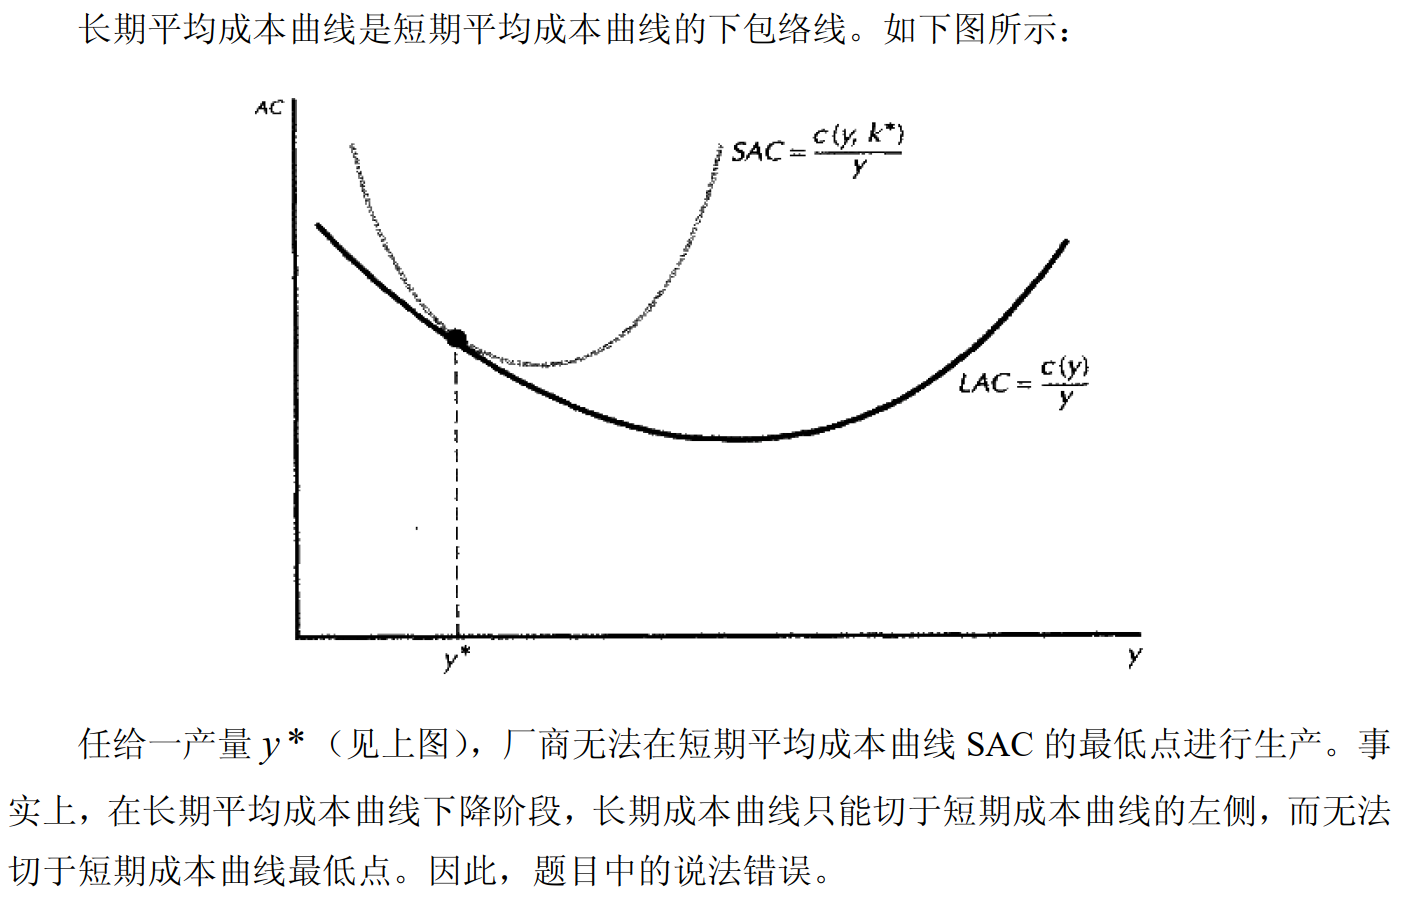 长期平均成本曲线是短期平均成本曲线的下包络线。如下图所示：
AC
SAC = c(y, k*) / y
LAC = c(y) / y
y*
y
任给一产量 y *（见上图），厂商无法在短期平均成本曲线 SAC 的最低点进行生产。事
实上，在长期平均成本曲线下降阶段，长期成本曲线只能切于短期成本曲线的左侧，而无法
切于短期成本曲线最低点。因此，题目中的说法错误。